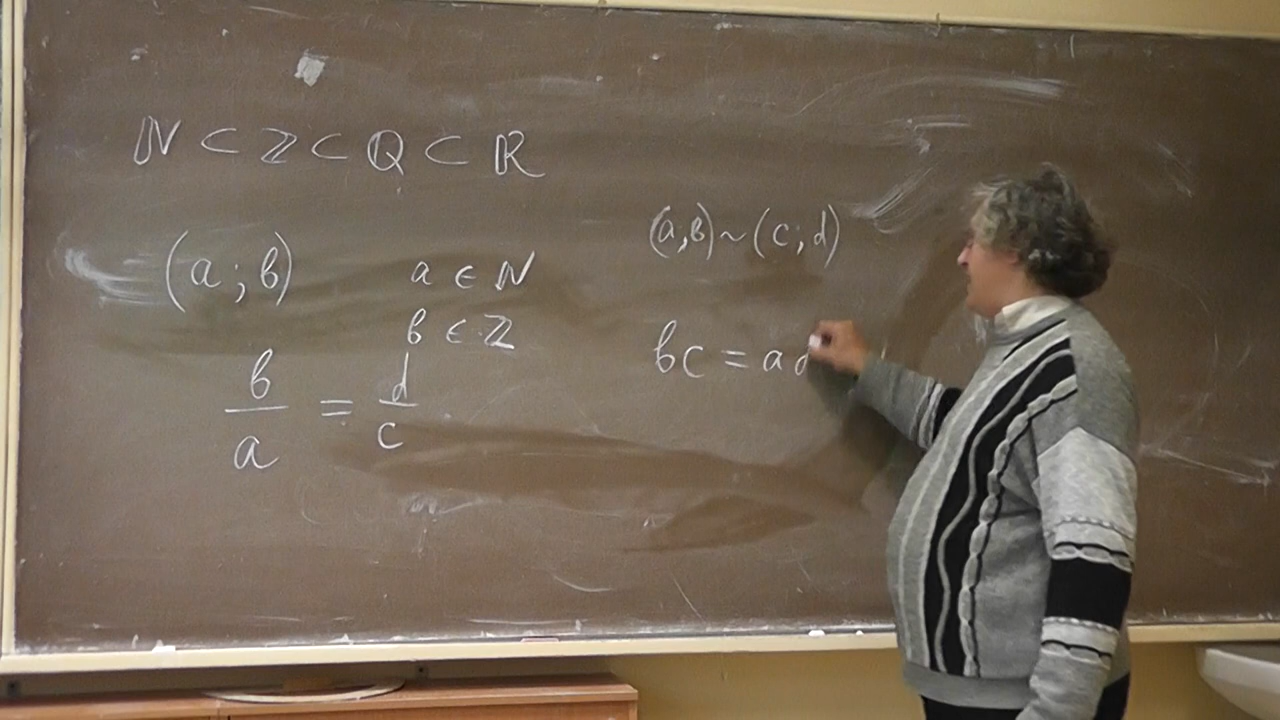 ℕ ⊂ ℤ ⊂ ℚ ⊂ ℝ
(a ; b)
a ∈ ℕ
b ∈ ℤ
b/a = d/c
(a,b) ~ (c ; d)
bc = ad